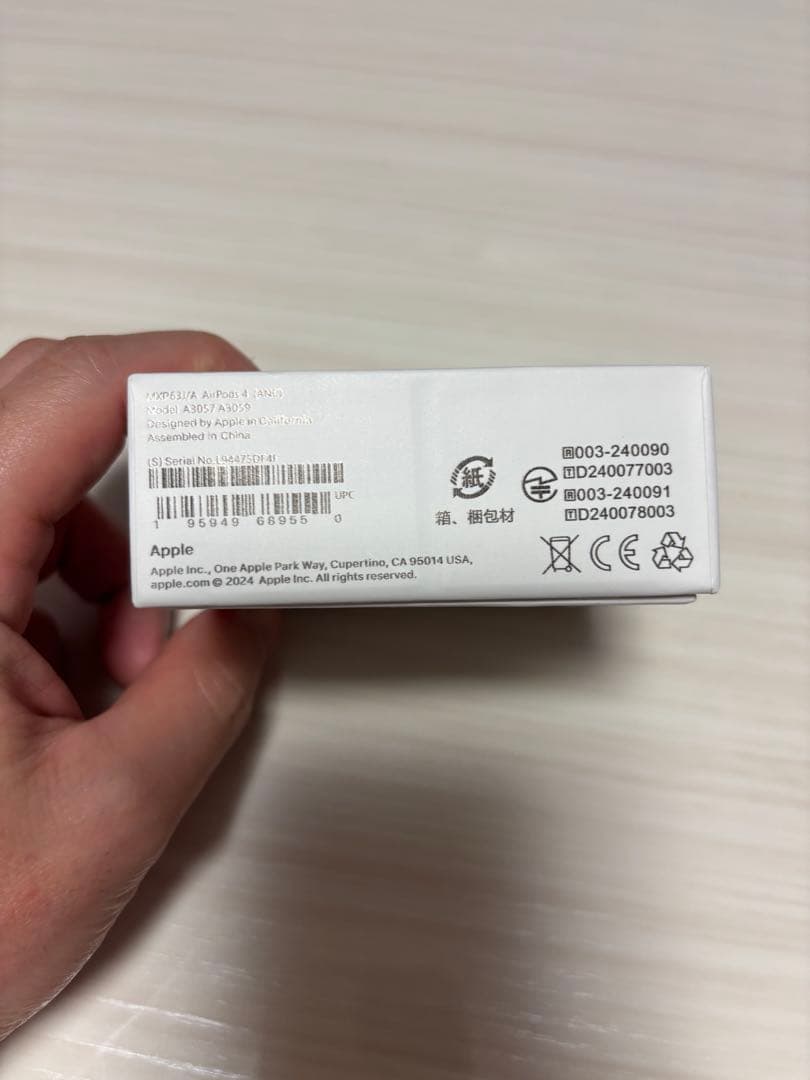 MXP63J/A AirPods 4 (ANC)
Model A3057 A3059
Designed by Apple in California
Assembled in China
(S) Serial No.
UPC
1 95949 68955 0
Apple
Apple Inc., One Apple Park Way, Cupertino, CA 95014 USA,
apple.com © 2024 Apple Inc. All rights reserved.
紙
箱、梱包材
R 003-240090
T D240077003
R 003-240091
T D240078003
CE